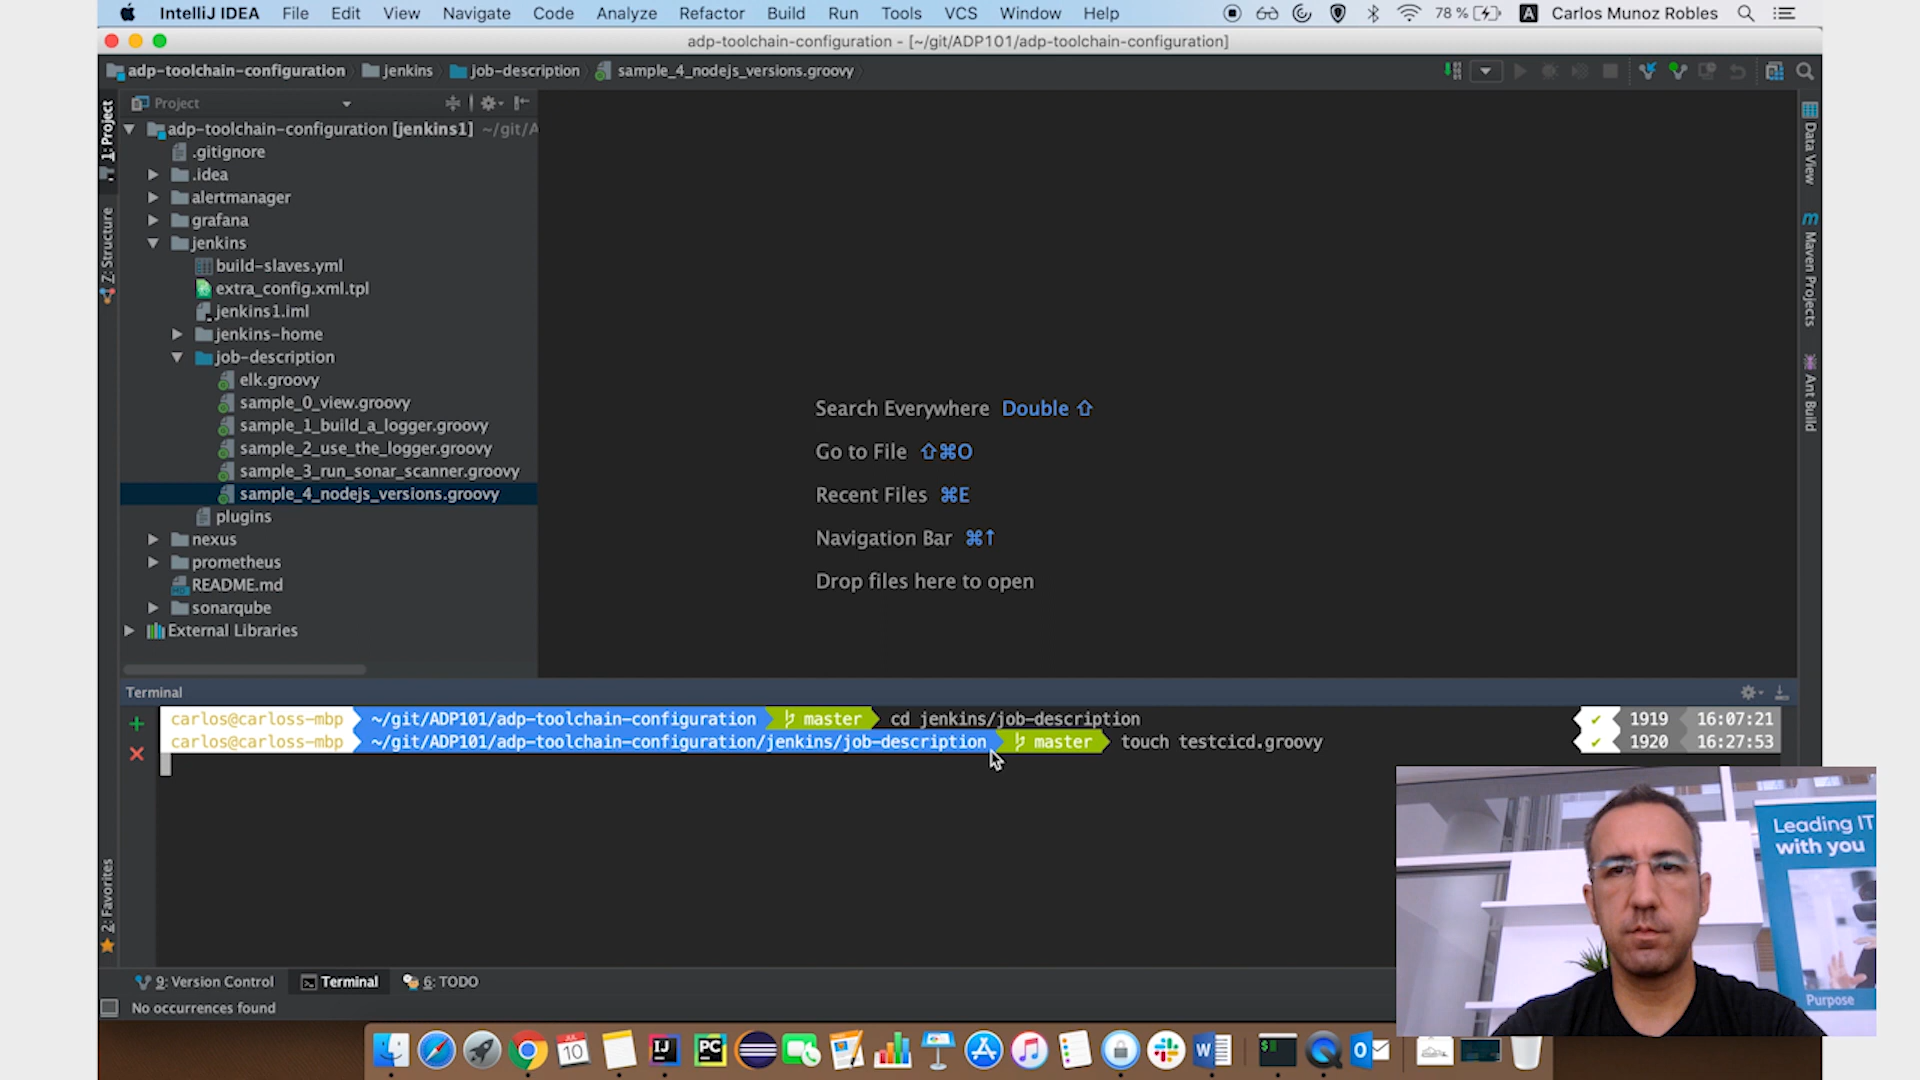 IntelliJ IDEA File Edit View Navigate Code Analyze Refactor Build Run Tools VCS Window Help 78 % A Carlos Munoz Robles
adp-toolchain-configuration - [~/git/ADP101/adp-toolchain-configuration]
adp-toolchain-configuration jenkins job-description sample_4_nodejs_versions.groovy
1: Project
Z: Structure
2: Favorites
Project
adp-toolchain-configuration [jenkins1] ~/git/A
.gitignore
.idea
alertmanager
grafana
jenkins
build-slaves.yml
extra_config.xml.tpl
jenkins1.iml
jenkins-home
job-description
elk.groovy
sample_0_view.groovy
sample_1_build_a_logger.groovy
sample_2_use_the_logger.groovy
sample_3_run_sonar_scanner.groovy
sample_4_nodejs_versions.groovy
plugins
nexus
prometheus
README.md
sonarqube
External Libraries
Search Everywhere Double ⇧
Go to File ⇧⌘O
Recent Files ⌘E
Navigation Bar ⌘↑
Drop files here to open
Data View
m Maven Projects
Ant Build
Terminal
carlos@carloss-mbp ~/git/ADP101/adp-toolchain-configuration master cd jenkins/job-description ✓ 1919 16:07:21
carlos@carloss-mbp ~/git/ADP101/adp-toolchain-configuration/jenkins/job-description master touch testcicd.groovy ✓ 1920 16:27:53
Leading IT
with you
Purpose
9: Version Control Terminal 6: TODO
No occurrences found
JUL
10
IJ
PC
W
$
O